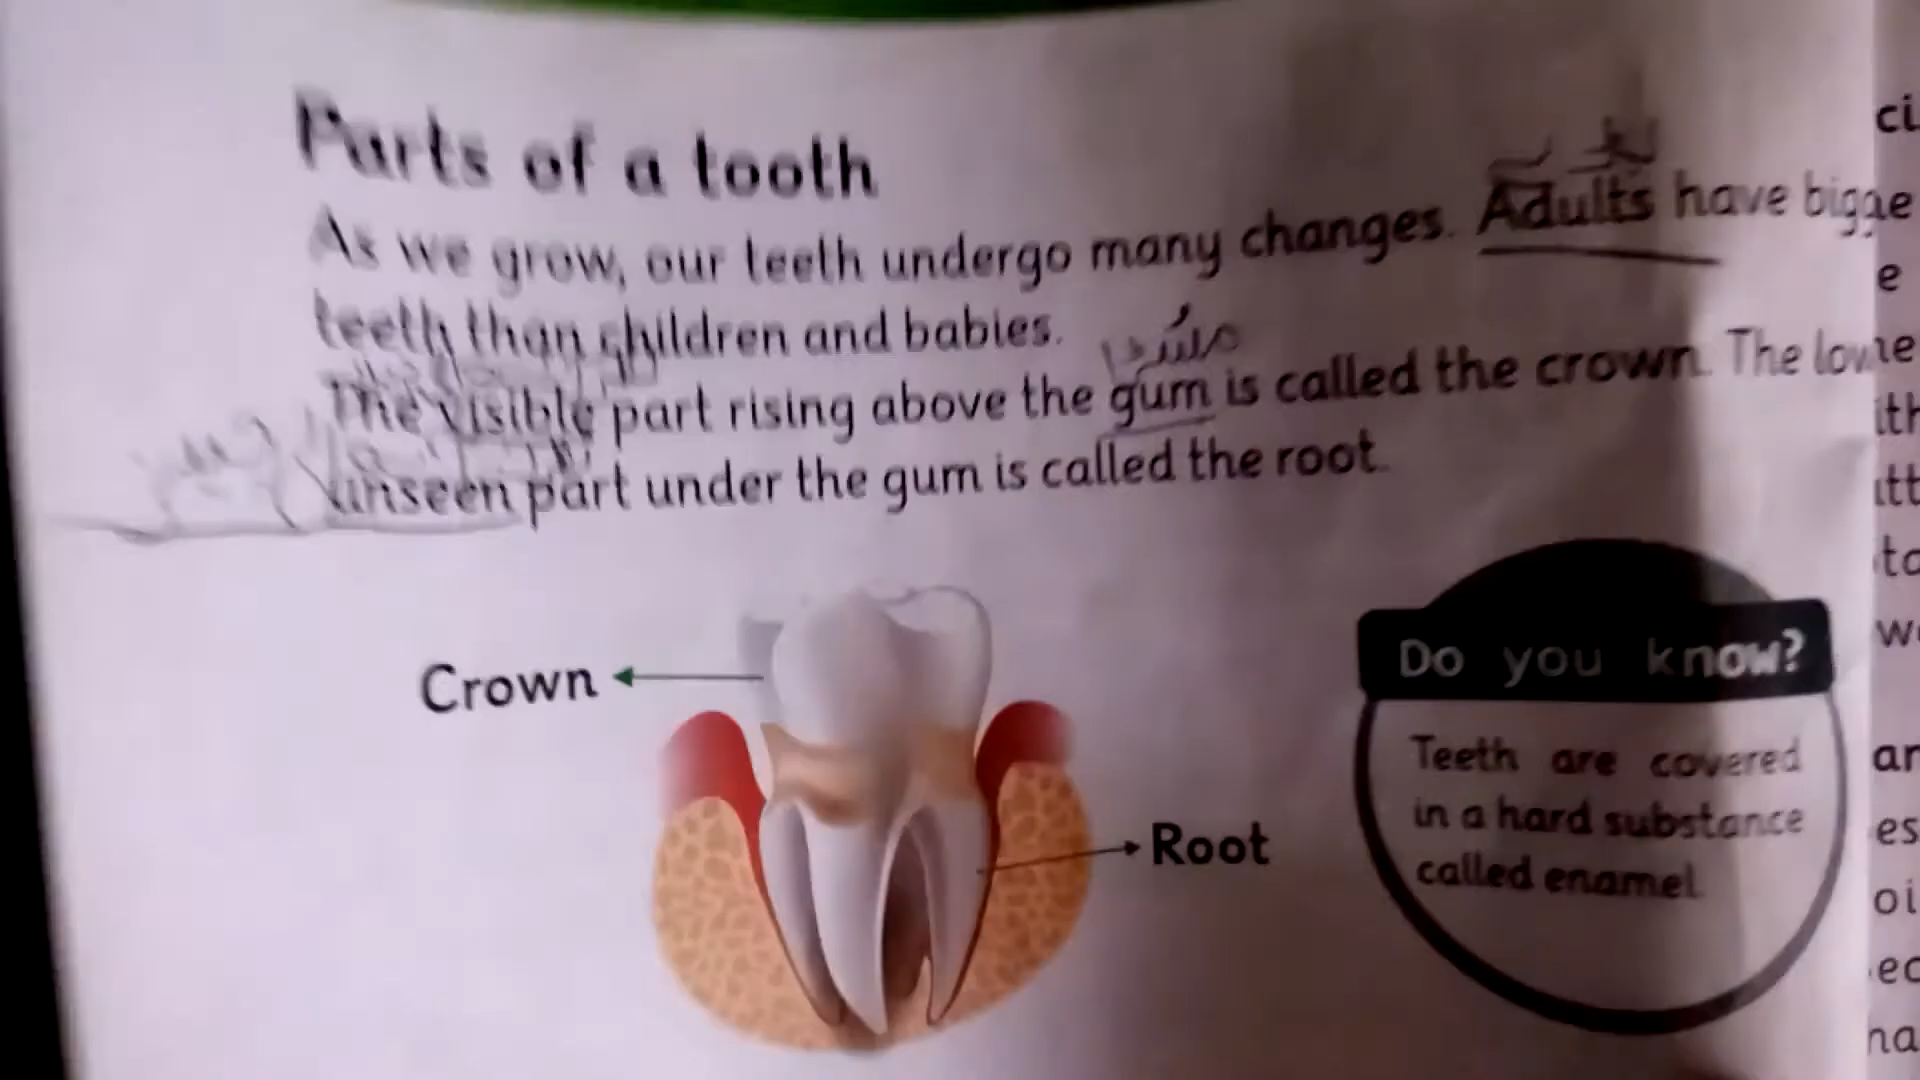 Parts of a tooth
As we grow, our teeth undergo many changes. Adults have bigge
teeth than children and babies.
The visible part rising above the gum is called the crown. The low
unseen part under the gum is called the root.
Crown
Root
Do you know?
Teeth are covered
in a hard substance
called enamel.